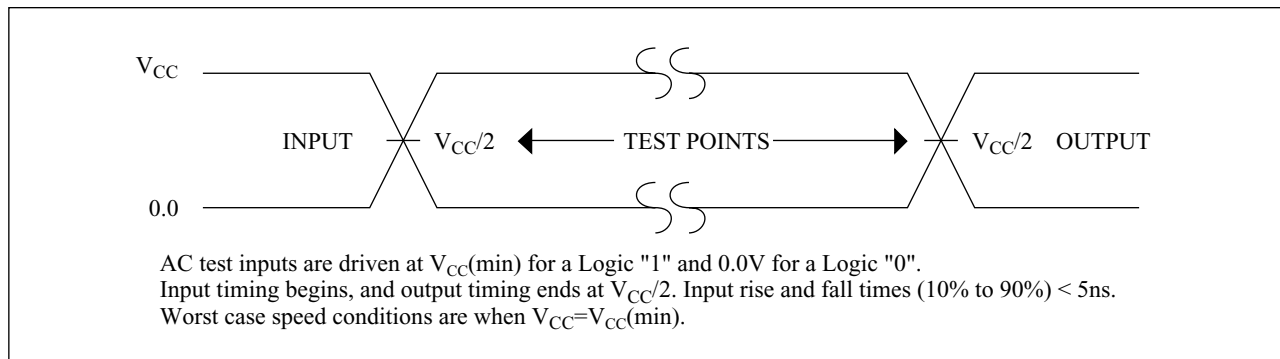 VCC
INPUT VCC/2 TEST POINTS VCC/2 OUTPUT
0.0
AC test inputs are driven at VCC(min) for a Logic "1" and 0.0V for a Logic "0".
Input timing begins, and output timing ends at VCC/2. Input rise and fall times (10% to 90%) < 5ns.
Worst case speed conditions are when VCC=VCC(min).